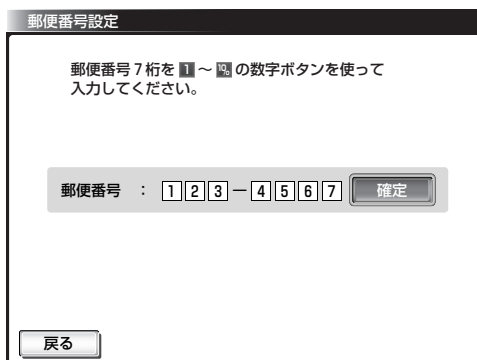 郵便番号設定
郵便番号7桁を 1 ～ 10/0 の数字ボタンを使って
入力してください。
郵便番号 : 1 2 3 － 4 5 6 7 確定
戻る